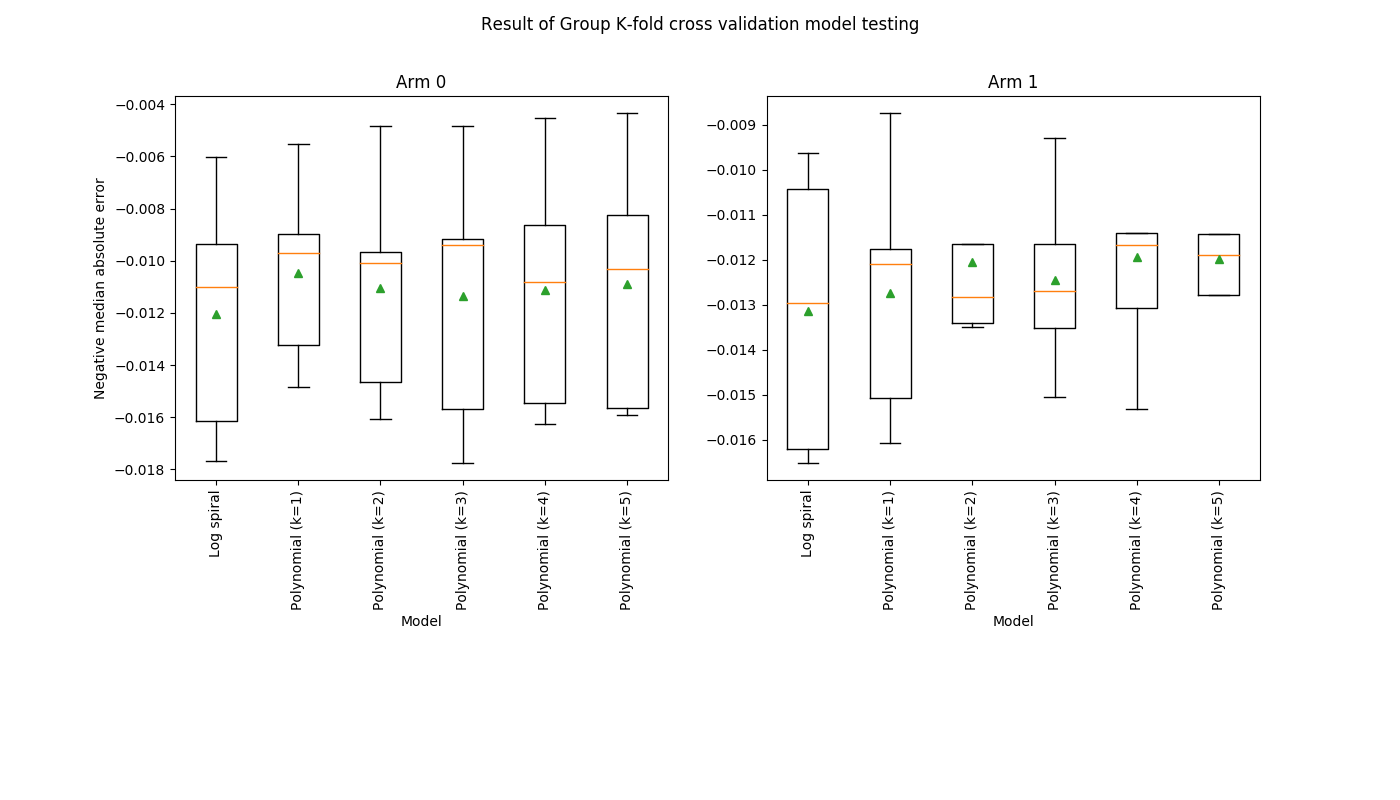 Result of Group K-fold cross validation model testing
Arm 0
Negative median absolute error
−0.004
−0.006
−0.008
−0.010
−0.012
−0.014
−0.016
−0.018
Log spiral
Polynomial (k=1)
Polynomial (k=2)
Polynomial (k=3)
Polynomial (k=4)
Polynomial (k=5)
Model
Arm 1
−0.009
−0.010
−0.011
−0.012
−0.013
−0.014
−0.015
−0.016
Log spiral
Polynomial (k=1)
Polynomial (k=2)
Polynomial (k=3)
Polynomial (k=4)
Polynomial (k=5)
Model